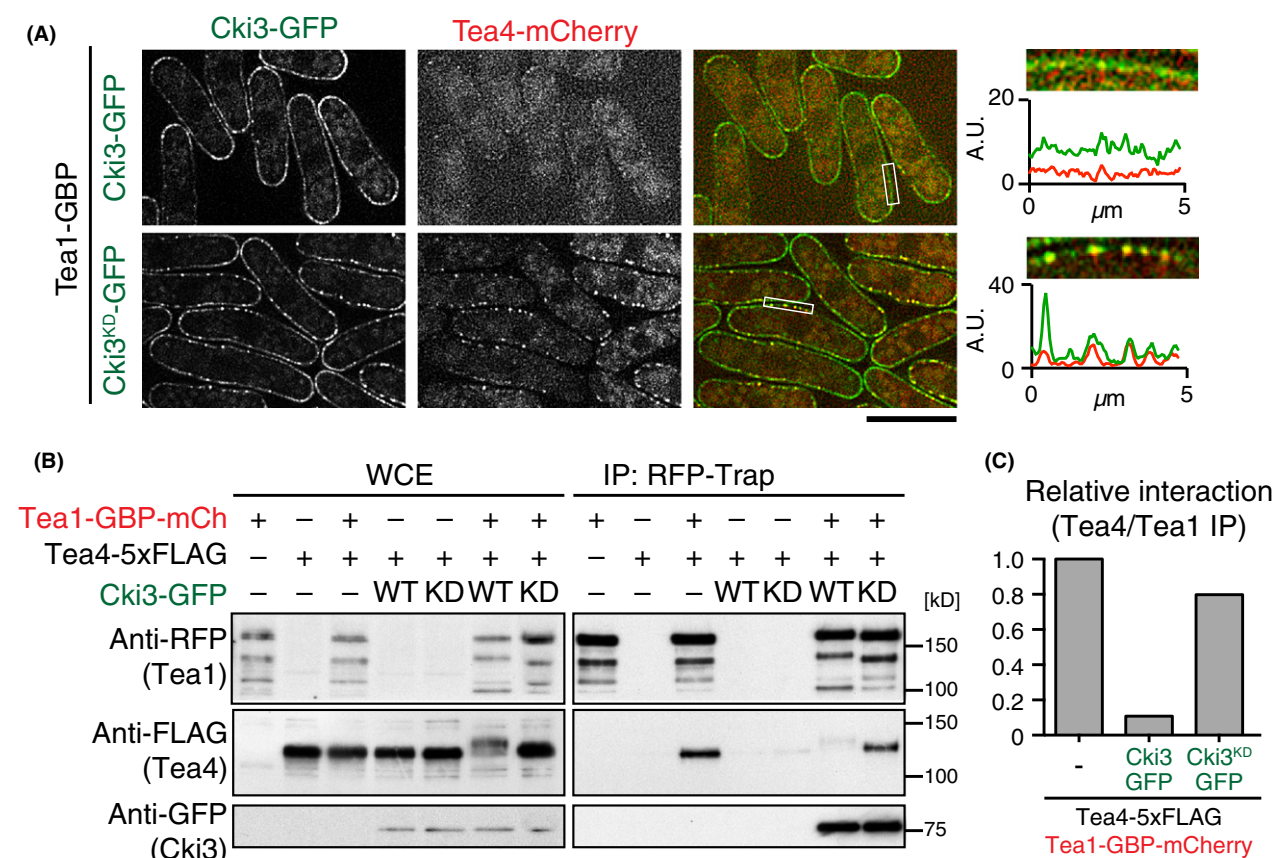 (A)
Cki3-GFP
Tea4-mCherry
Tea1-GBP
Cki3-GFP
Cki3ᴷᴰ-GFP
20
A.U.
0
0 µm 5
40
A.U.
0
0 µm 5
(B)
WCE
IP: RFP-Trap
Tea1-GBP-mCh + – + – – + + + – + – – + +
Tea4-5xFLAG – + + + + + + – + + + + + +
Cki3-GFP – – – WT KD WT KD – – – WT KD WT KD
[kD]
Anti-RFP
(Tea1)
150
100
Anti-FLAG
(Tea4)
150
100
Anti-GFP
(Cki3)
75
(C)
Relative interaction
(Tea4/Tea1 IP)
1.0
0.8
0.6
0.4
0.2
0
-
Cki3
GFP
Cki3ᴷᴰ
GFP
Tea4-5xFLAG
Tea1-GBP-mCherry